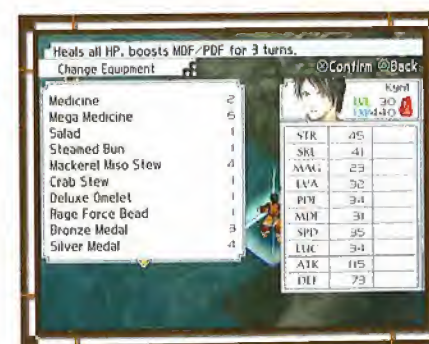 Heals all HP, boosts MDF/PDF for 3 turns.
Change Equipment
Confirm Back
Kyril
LVL 30
Medicine 2
Mega Medicine 6
Salad 1
Steamed Bun 1
Mackerel Miso Stew 4
Crab Stew 1
Deluxe Omelet 1
Rage Force Bead 1
Bronze Medal 3
Silver Medal 4
STR 45
SKL 41
MAG 23
EVA 32
PDF 34
MDF 31
SPD 35
LUC 34
ATK 115
DEF 79